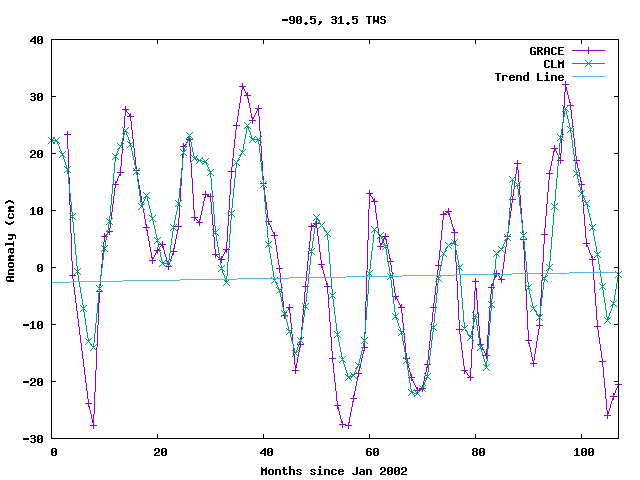 -90.5, 31.5 TWS
GRACE
CLM
Trend Line
40
30
20
10
0
-10
-20
-30
Anomaly (cm)
0 20 40 60 80 100
Months since Jan 2002